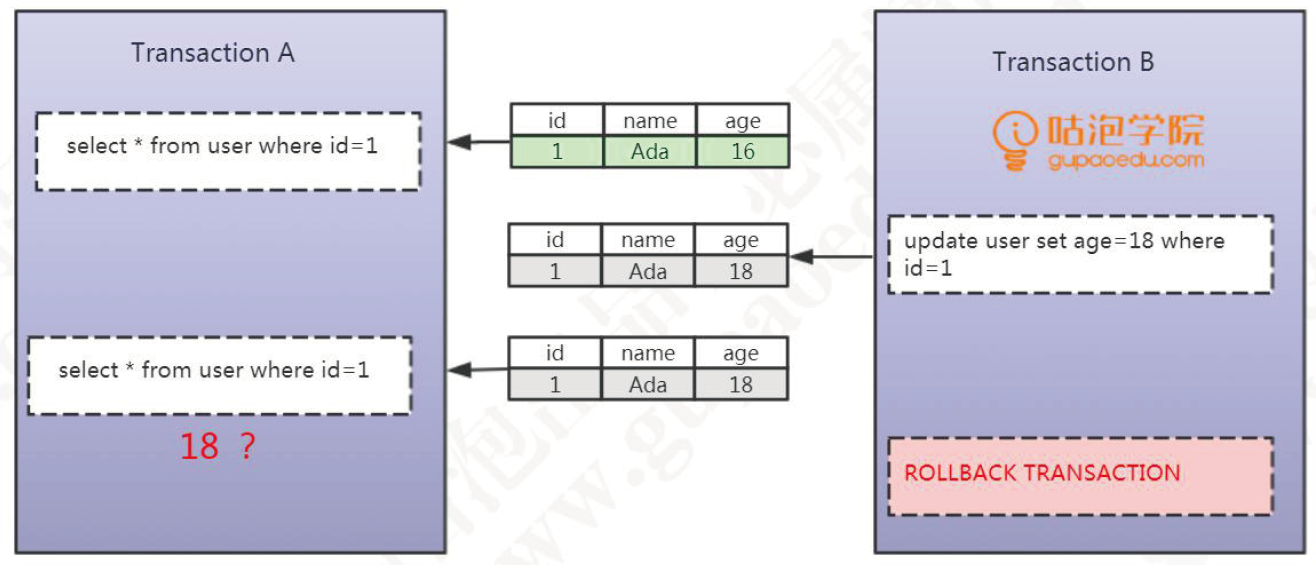 Transaction A
select * from user where id=1
id name age
1 Ada 16
Transaction B
咕泡学院
gupaoedu.com
id name age
1 Ada 18
update user set age=18 where
id=1
id name age
1 Ada 18
select * from user where id=1
18 ?
ROLLBACK TRANSACTION